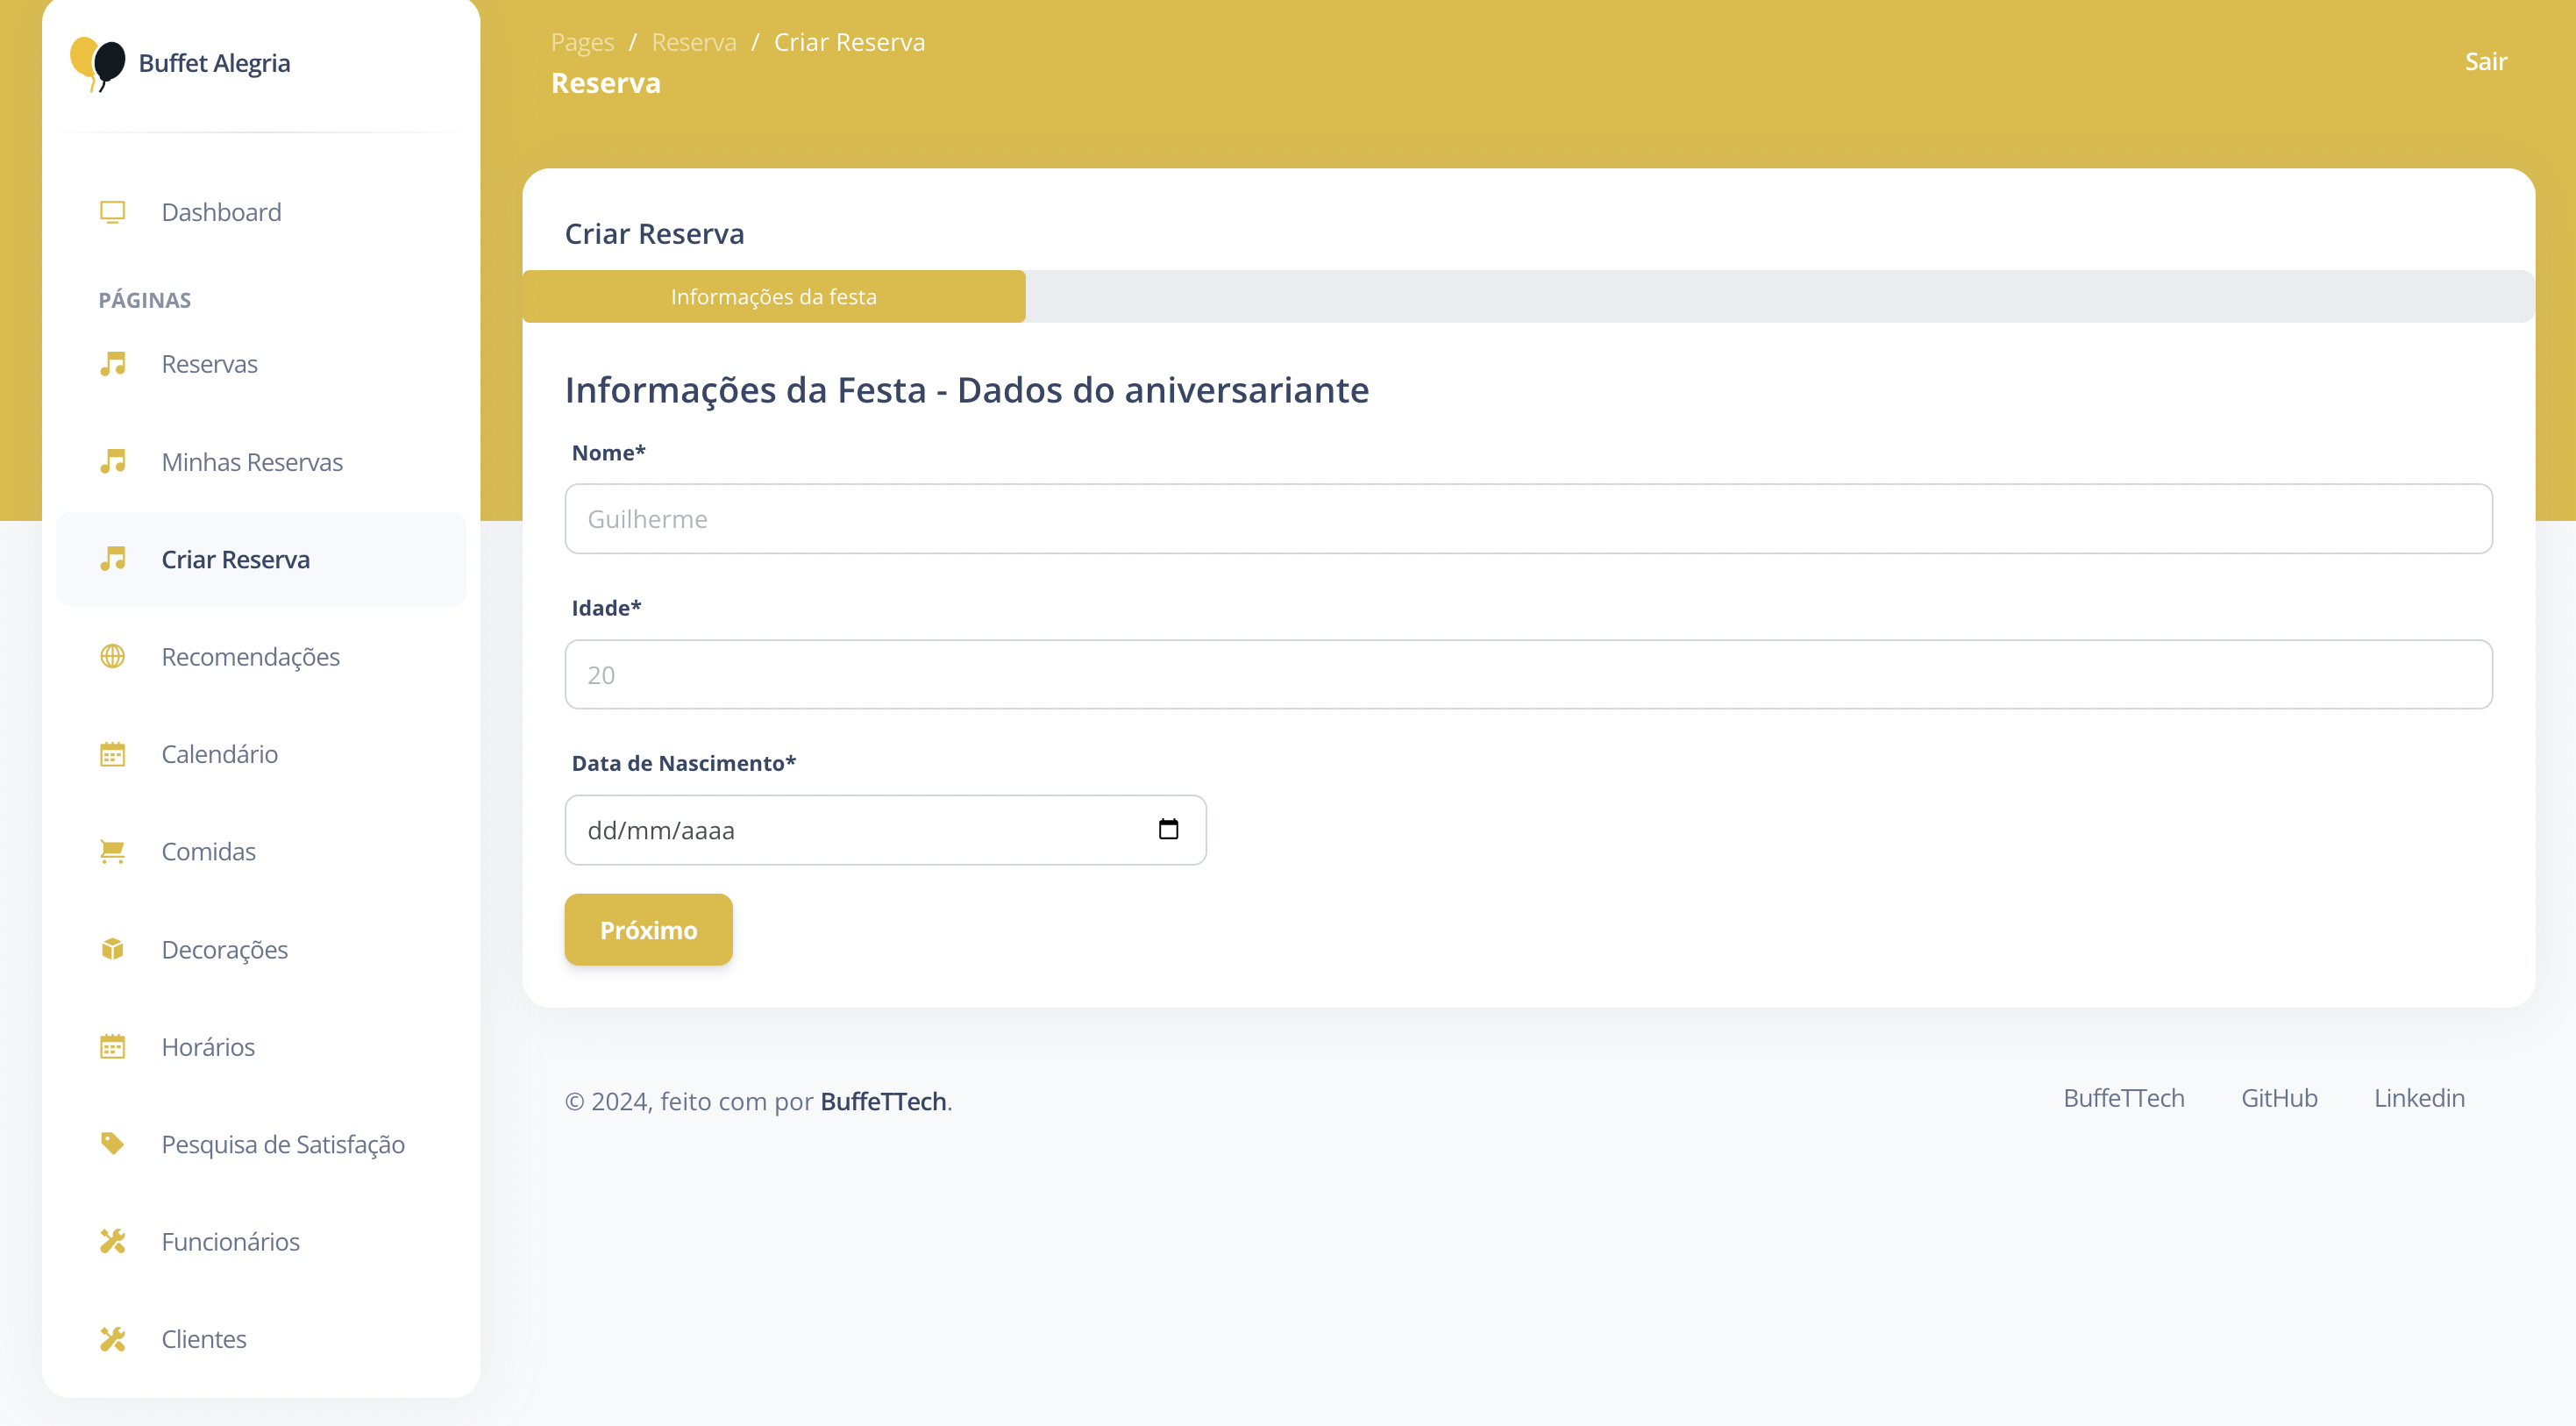 Buffet Alegria
Dashboard
PÁGINAS
Reservas
Minhas Reservas
Criar Reserva
Recomendações
Calendário
Comidas
Decorações
Horários
Pesquisa de Satisfação
Funcionários
Clientes
Pages / Reserva / Criar Reserva
Reserva
Sair
Criar Reserva
Informações da festa
Informações da Festa - Dados do aniversariante
Nome*
Guilherme
Idade*
20
Data de Nascimento*
dd/mm/aaaa
Próximo
© 2024, feito com por BuffeTTech.
BuffeTTech GitHub Linkedin